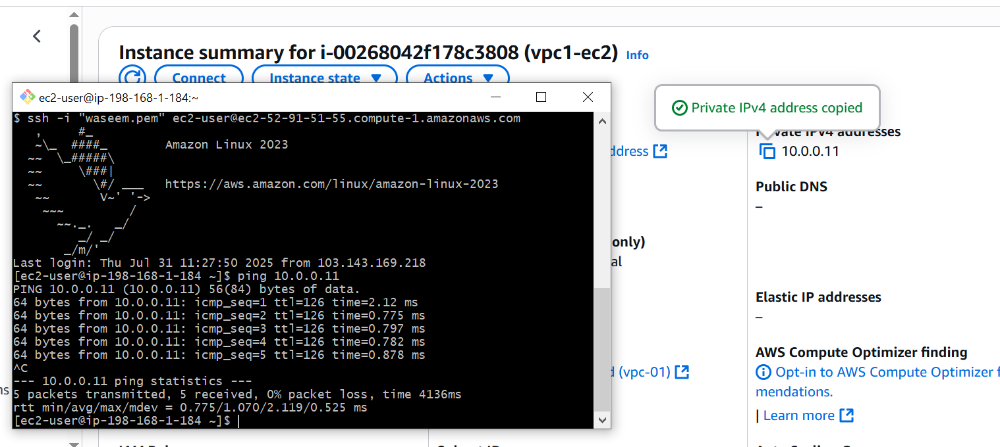 Instance summary for i-00268042f178c3808 (vpc1-ec2) Info
Connect
Instance state
Actions
ec2-user@ip-198-168-1-184:~
$ ssh -i "waseem.pem" ec2-user@ec2-52-91-51-55.compute-1.amazonaws.com
   ,     #_
   ~\_  ####_        Amazon Linux 2023
  ~~  \_#####\
  ~~     \###|
  ~~       \#/ ___   https://aws.amazon.com/linux/amazon-linux-2023
   ~~       V~' '->
    ~~~         /
      ~~._.   _/
         _/ _/
       _/m/'
Last login: Thu Jul 31 11:27:50 2025 from 103.143.169.218
[ec2-user@ip-198-168-1-184 ~]$ ping 10.0.0.11
PING 10.0.0.11 (10.0.0.11) 56(84) bytes of data.
64 bytes from 10.0.0.11: icmp_seq=1 ttl=126 time=2.12 ms
64 bytes from 10.0.0.11: icmp_seq=2 ttl=126 time=0.775 ms
64 bytes from 10.0.0.11: icmp_seq=3 ttl=126 time=0.797 ms
64 bytes from 10.0.0.11: icmp_seq=4 ttl=126 time=0.782 ms
64 bytes from 10.0.0.11: icmp_seq=5 ttl=126 time=0.878 ms
^C
--- 10.0.0.11 ping statistics ---
5 packets transmitted, 5 received, 0% packet loss, time 4136ms
rtt min/avg/max/mdev = 0.775/1.070/2.119/0.525 ms
[ec2-user@ip-198-168-1-184 ~]$
ddress
only)
al
d (vpc-01)
ns
Private IPv4 address copied
vate IPv4 addresses
10.0.0.11
Public DNS
–
Elastic IP addresses
–
AWS Compute Optimizer finding
Opt-in to AWS Compute Optimizer f
mendations.
| Learn more